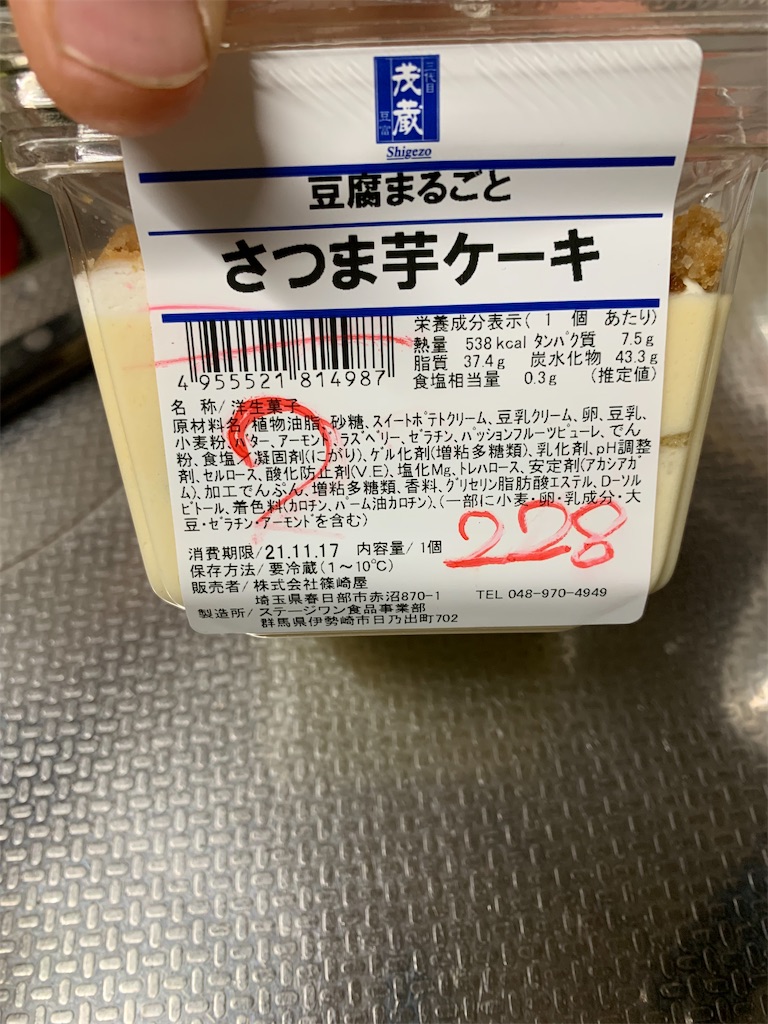 三代目
茂蔵
豆富
Shigezo
豆腐まるごと
さつま芋ケーキ
4 955521 814987
栄養成分表示(1個あたり)
熱量 538kcal タンパク質 7.5g
脂質 37.4g 炭水化物 43.3g
食塩相当量 0.3g (推定値)
名 称/洋生菓子
原材料名/植物油脂、砂糖、スイートポテトクリーム、豆乳クリーム、卵、豆乳、
小麦粉、バター、アーモンド、ラズベリー、ゼラチン、パッションフルーツピューレ、でん
粉、食塩/凝固剤(にがり)、ゲル化剤(増粘多糖類)、乳化剤、pH調整
剤、セルロース、酸化防止剤(V.E)、塩化Mg、トレハロース、安定剤(アカシアガ
ム)、加工でんぷん、増粘多糖類、香料、グリセリン脂肪酸エステル、D-ソル
ビトール、着色料(カロチン、パーム油カロチン)、(一部に小麦・卵・乳成分・大
豆・ゼラチン・アーモンドを含む)
2
228
消費期限/21.11.17 内容量/1個
保存方法/要冷蔵(1~10℃)
販売者/株式会社篠崎屋
埼玉県春日部市赤沼870-1 TEL 048-970-4949
製造所/ステージワン食品事業部
群馬県伊勢崎市日乃出町702